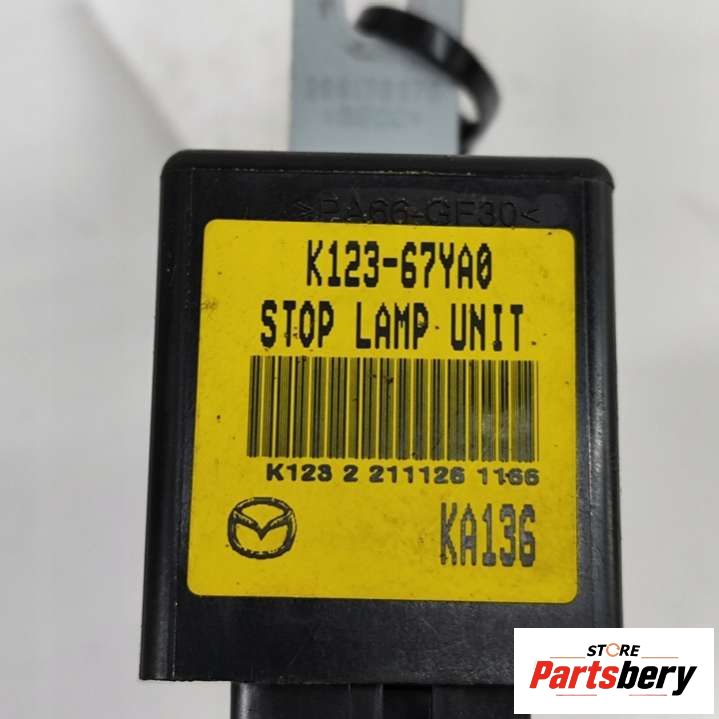 >PA66-GF30<
K123-67YA0
STOP LAMP UNIT
K123 2 211126 1166
KA136
STORE
Partsbery